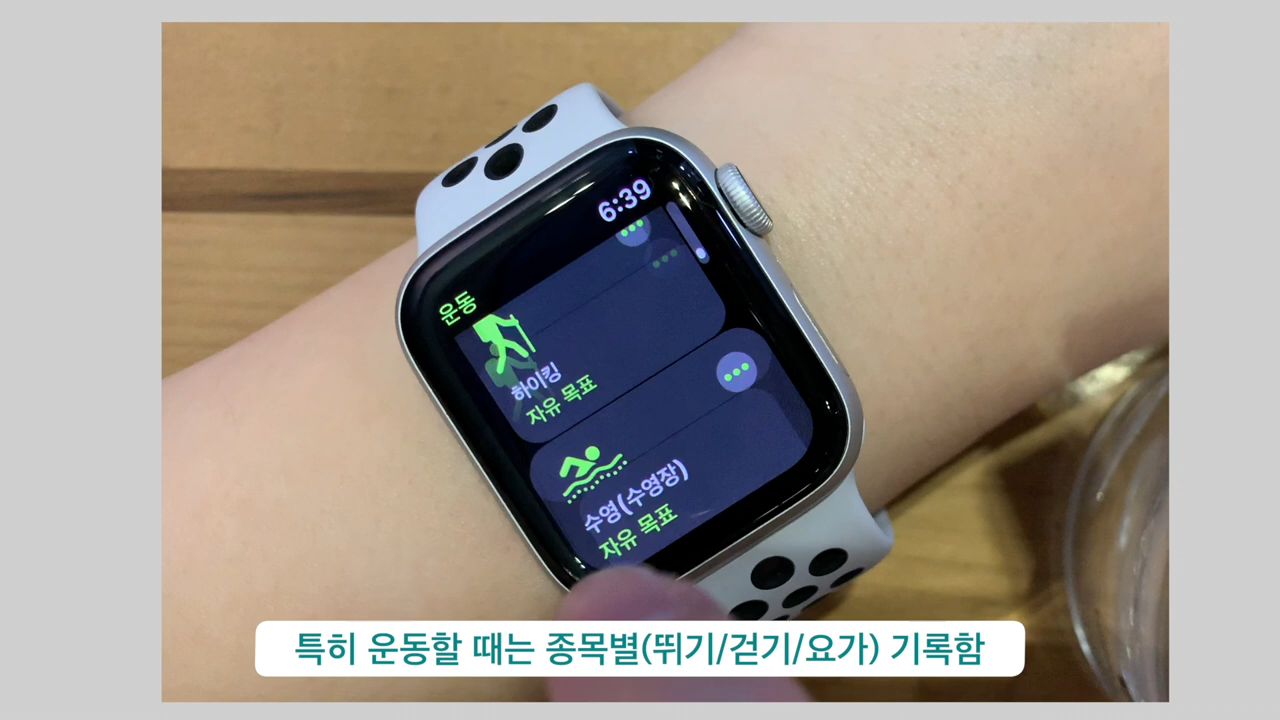 6:39
운동
하이킹
자유 목표
수영(수영장)
자유 목표
특히 운동할 때는 종목별(뛰기/걷기/요가) 기록함